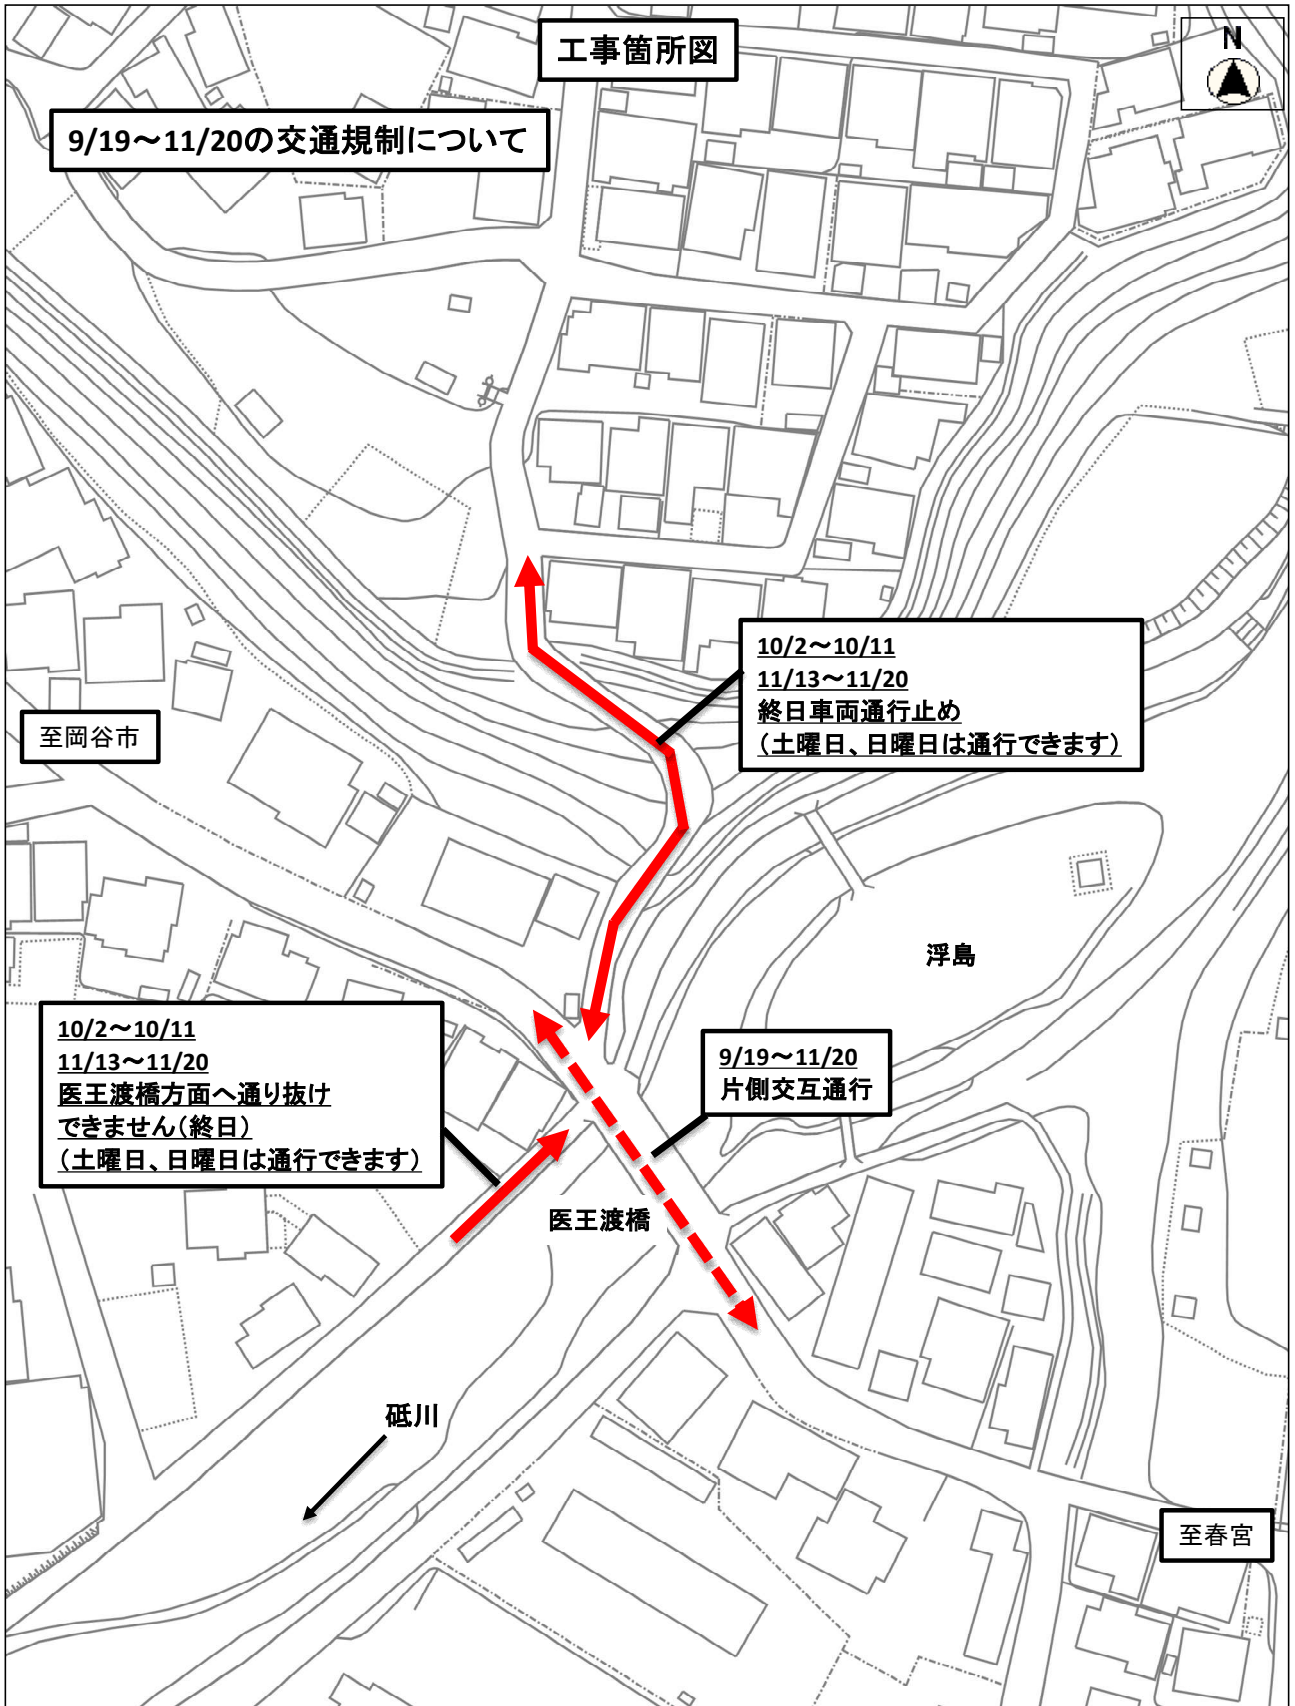 工事箇所図
N
9/19～11/20の交通規制について
10/2～10/11
11/13～11/20
終日車両通行止め
（土曜日、日曜日は通行できます）
至岡谷市
浮島
10/2～10/11
11/13～11/20
医王渡橋方面へ通り抜け
できません（終日）
（土曜日、日曜日は通行できます）
9/19～11/20
片側交互通行
医王渡橋
砥川
至春宮